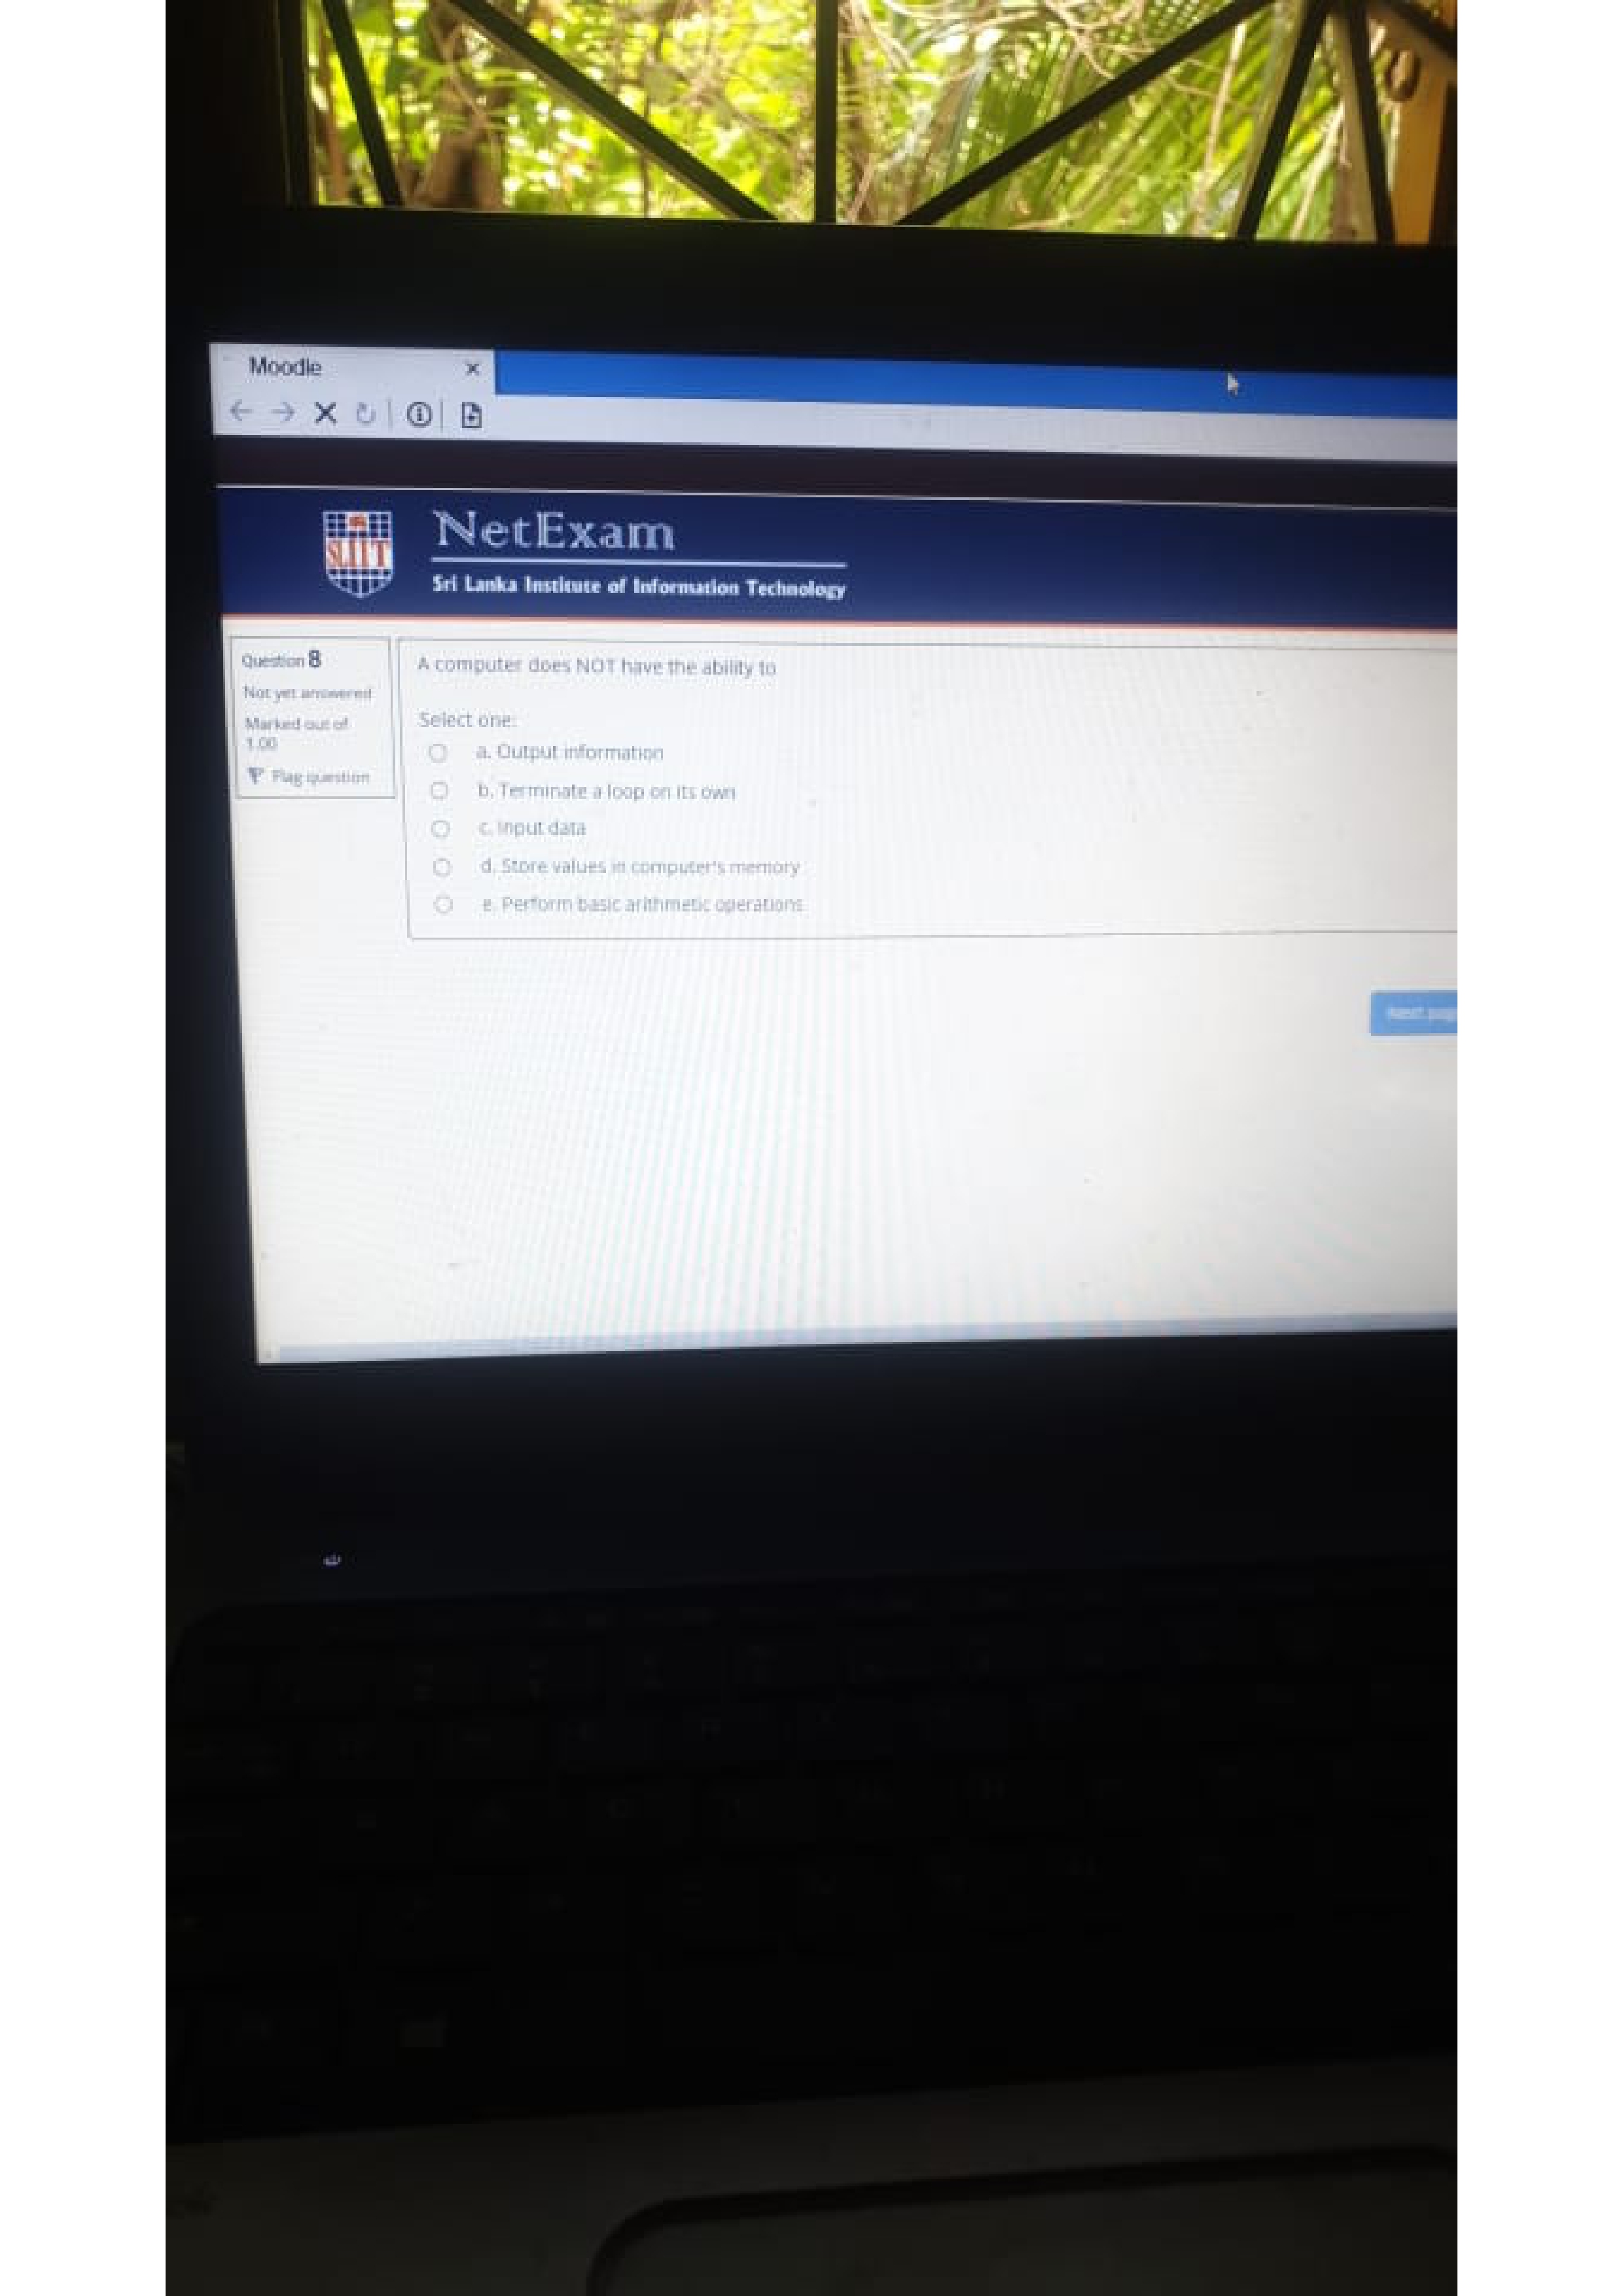 Moodle
SLIIT
NetExam
Sri Lanka Institute of Information Technology
Question 8
Not yet answered
Marked out of
1.00
Flag question
A computer does NOT have the ability to
Select one:
a. Output information
b. Terminate a loop on its own
c. Input data
d. Store values in computer's memory
e. Perform basic arithmetic operations
Next